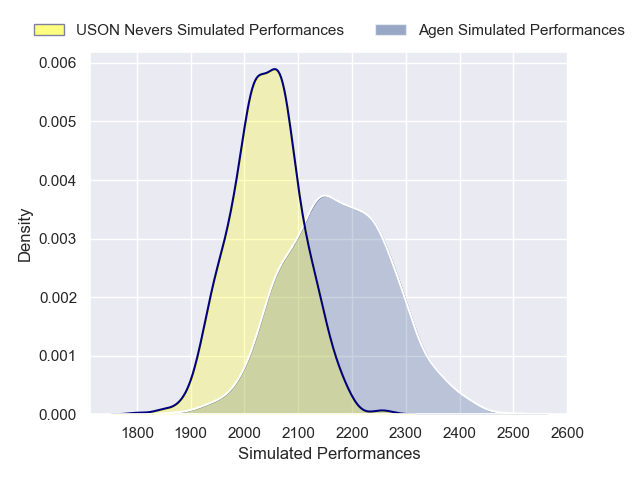 USON Nevers Simulated Performances Agen Simulated Performances
0.006
0.005
0.004
0.003
0.002
0.001
0.000
Density
1800 1900 2000 2100 2200 2300 2400 2500 2600
Simulated Performances